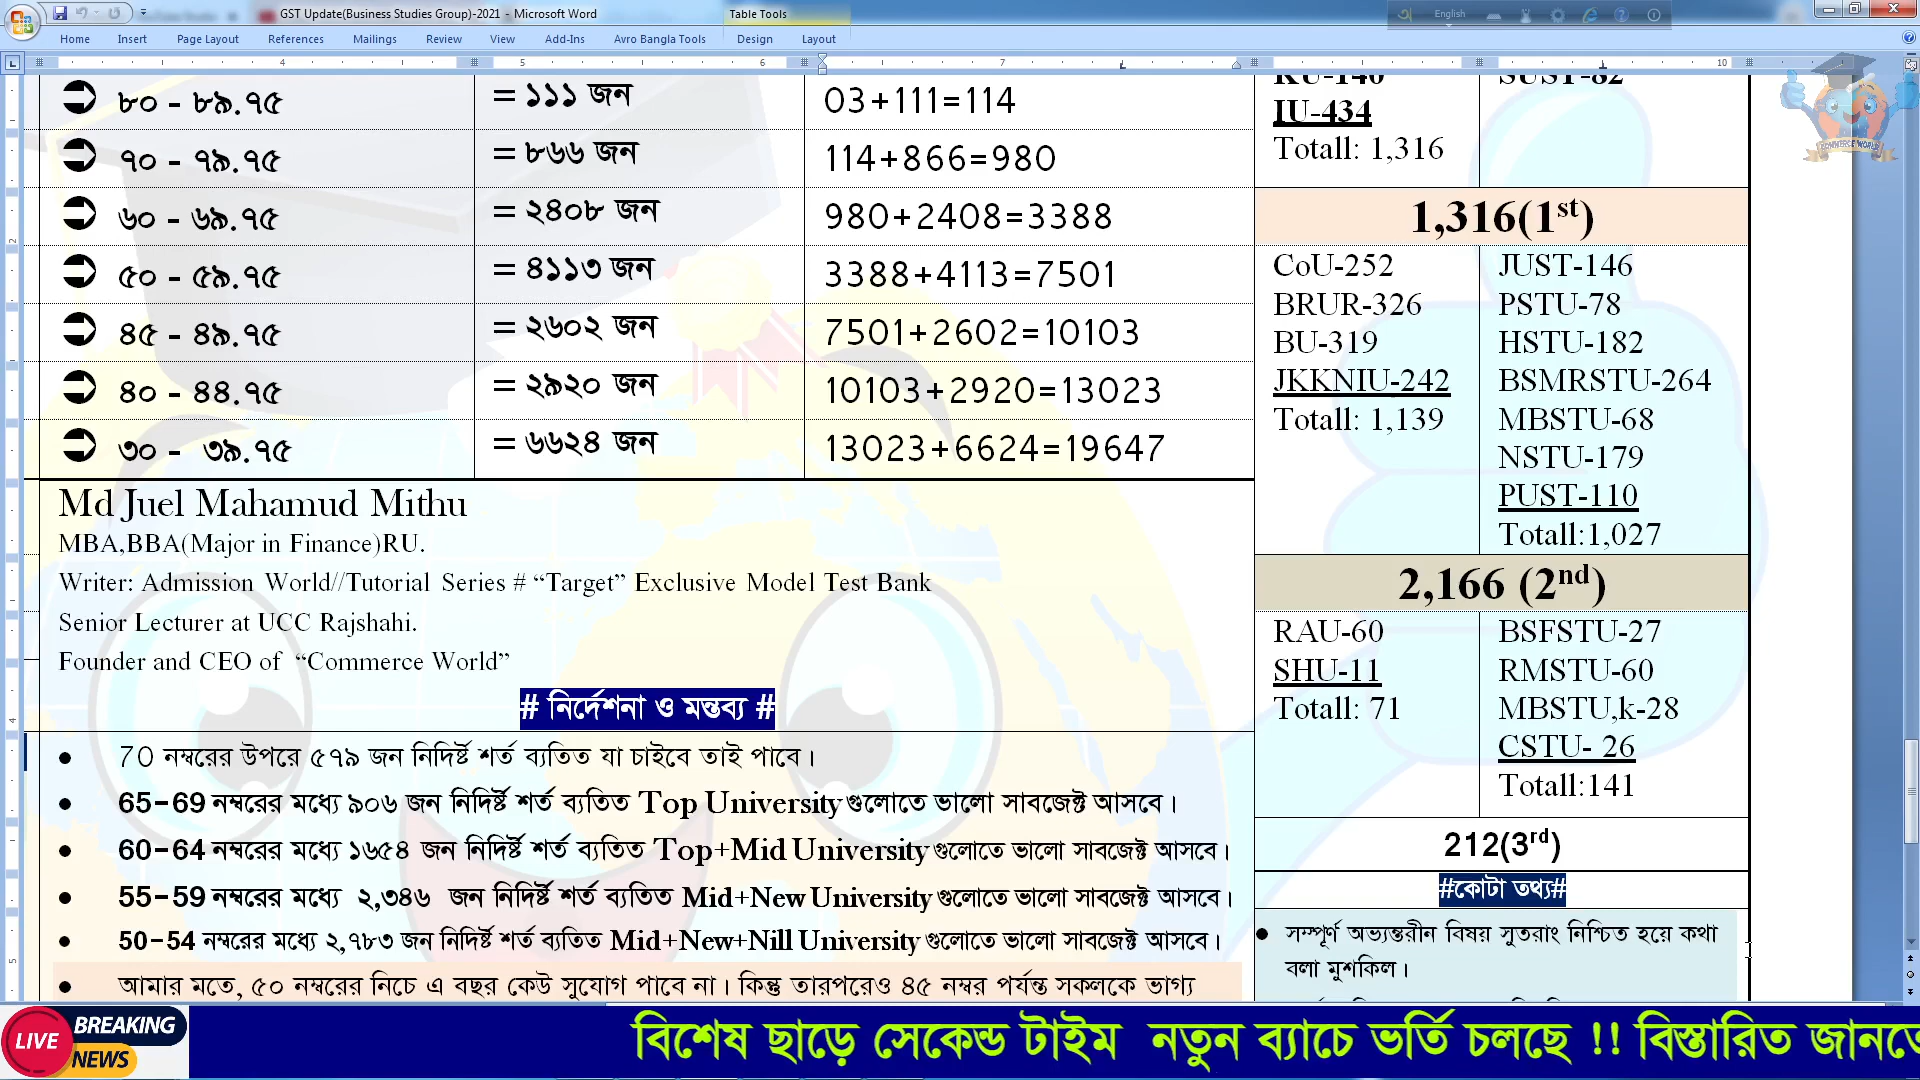 GST Update(Business Studies Group)-2021 - Microsoft Word
Table Tools
English
Home Insert Page Layout References Mailings Review View Add-Ins Avro Bangla Tools Design Layout
4 5 6 7 10
৮০ - ৮৯.৭৫ = ১১১ জন 03+111=114
৭০ - ৭৯.৭৫ = ৮৬৬ জন 114+866=980
৬০ - ৬৯.৭৫ = ২৪০৮ জন 980+2408=3388
৫০ - ৫৯.৭৫ = ৪১১৩ জন 3388+4113=7501
৪৫ - ৪৯.৭৫ = ২৬০২ জন 7501+2602=10103
৪০ - ৪৪.৭৫ = ২৯২০ জন 10103+2920=13023
৩০ - ৩৯.৭৫ = ৬৬২৪ জন 13023+6624=19647
Md Juel Mahamud Mithu
MBA,BBA(Major in Finance)RU.
Writer: Admission World//Tutorial Series # “Target” Exclusive Model Test Bank
Senior Lecturer at UCC Rajshahi.
Founder and CEO of “Commerce World”
# নির্দেশনা ও মন্তব্য #
• 70 নম্বরের উপরে ৫৭৯ জন নিদির্ষ্ট শর্ত ব্যতিত যা চাইবে তাই পাবে।
• 65-69 নম্বরের মধ্যে ৯০৬ জন নিদির্ষ্ট শর্ত ব্যতিত Top University গুলোতে ভালো সাবজেক্ট আসবে।
• 60-64 নম্বরের মধ্যে ১৬৫৪ জন নিদির্ষ্ট শর্ত ব্যতিত Top+Mid University গুলোতে ভালো সাবজেক্ট আসবে।
• 55-59 নম্বরের মধ্যে ২,৩৪৬ জন নিদির্ষ্ট শর্ত ব্যতিত Mid+New University গুলোতে ভালো সাবজেক্ট আসবে।
• 50-54 নম্বরের মধ্যে ২,৭৮৩ জন নিদির্ষ্ট শর্ত ব্যতিত Mid+New+Nill University গুলোতে ভালো সাবজেক্ট আসবে।
• আমার মতে, ৫০ নম্বরের নিচে এ বছর কেউ সুযোগ পাবে না। কিন্তু তারপরেও ৪৫ নম্বর পর্যন্ত সকলকে ভাগ্য
KU-140
IU-434
Totall: 1,316
SUST-82
1,316(1st)
CoU-252
BRUR-326
BU-319
JKKNIU-242
Totall: 1,139
JUST-146
PSTU-78
HSTU-182
BSMRSTU-264
MBSTU-68
NSTU-179
PUST-110
Totall:1,027
2,166 (2nd)
RAU-60
SHU-11
Totall: 71
BSFSTU-27
RMSTU-60
MBSTU,k-28
CSTU- 26
Totall:141
212(3rd)
#কোটা তথ্য#
• সম্পূর্ণ অভ্যন্তরীন বিষয় সুতরাং নিশ্চিত হয়ে কথা
বলা মুশকিল।
COMMERCE WORLD
LIVE
BREAKING
NEWS
বিশেষ ছাড়ে সেকেন্ড টাইম নতুন ব্যাচে ভর্তি চলছে !! বিস্তারিত জানতে